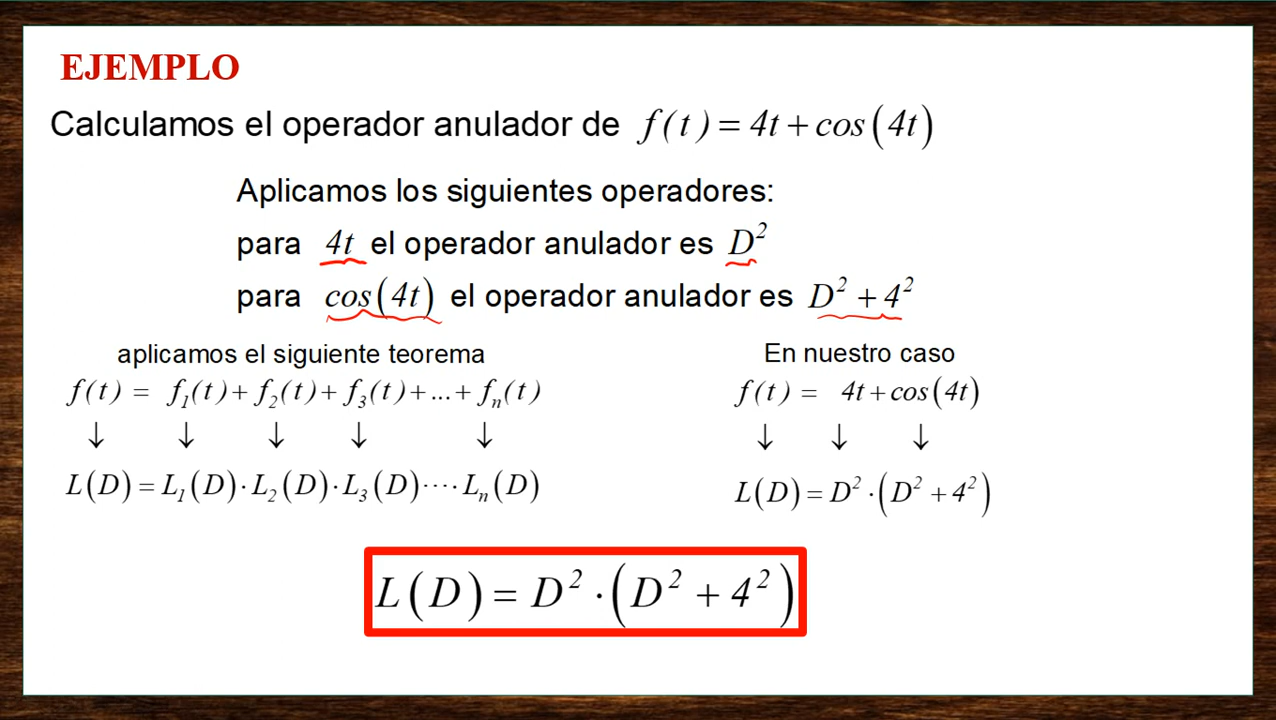 EJEMPLO
Calculamos el operador anulador de f(t) = 4t + cos(4t)
Aplicamos los siguientes operadores:
para 4t el operador anulador es D²
para cos(4t) el operador anulador es D² + 4²
aplicamos el siguiente teorema
f(t) = f₁(t) + f₂(t) + f₃(t) + ... + fₙ(t)
↓ ↓ ↓ ↓ ↓
L(D) = L₁(D) · L₂(D) · L₃(D) ···· Lₙ(D)
En nuestro caso
f(t) = 4t + cos(4t)
↓ ↓ ↓
L(D) = D² · (D² + 4²)
L(D) = D² · (D² + 4²)